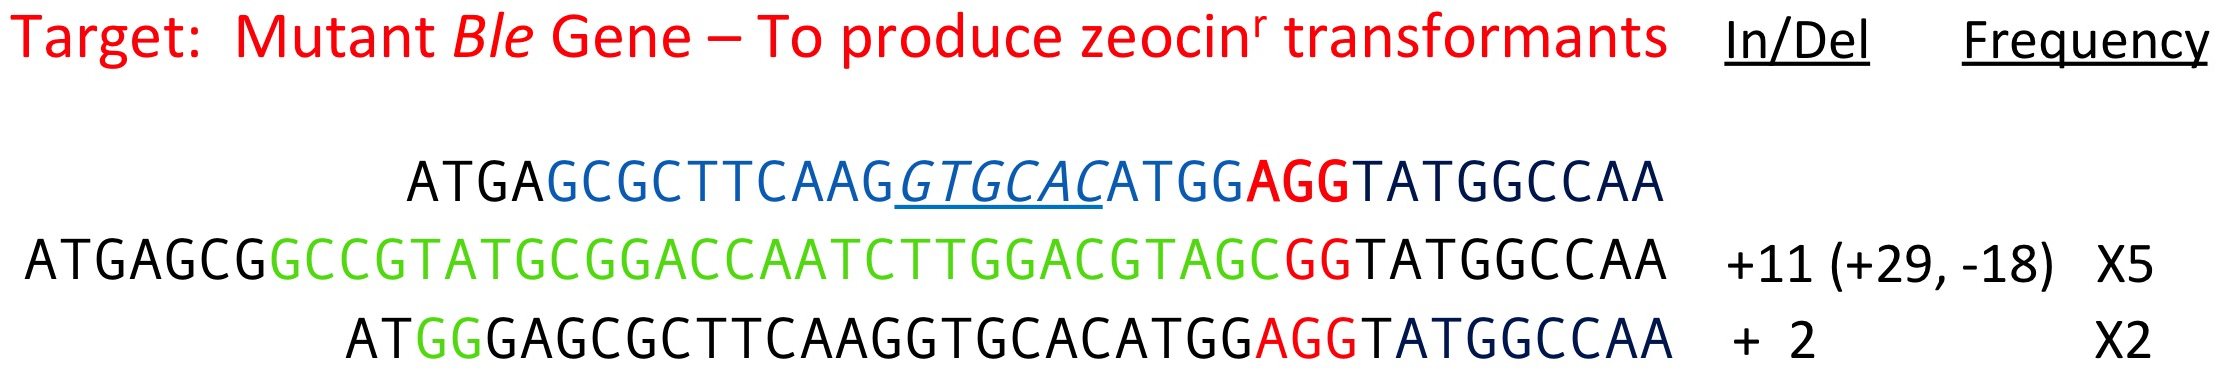 Target: Mutant Ble Gene – To produce zeocinʳ transformants In/Del Frequency
ATGAGCGCTTCAAGGTGCACATGGAGGTATGGCCAA
ATGAGCGGCCGTATGCGGACCAATCTTGGACGTAGCGGTATGGCCAA +11 (+29, -18) X5
ATGGGAGCGCTTCAAGGTGCACATGGAGGTATGGCCAA + 2 X2